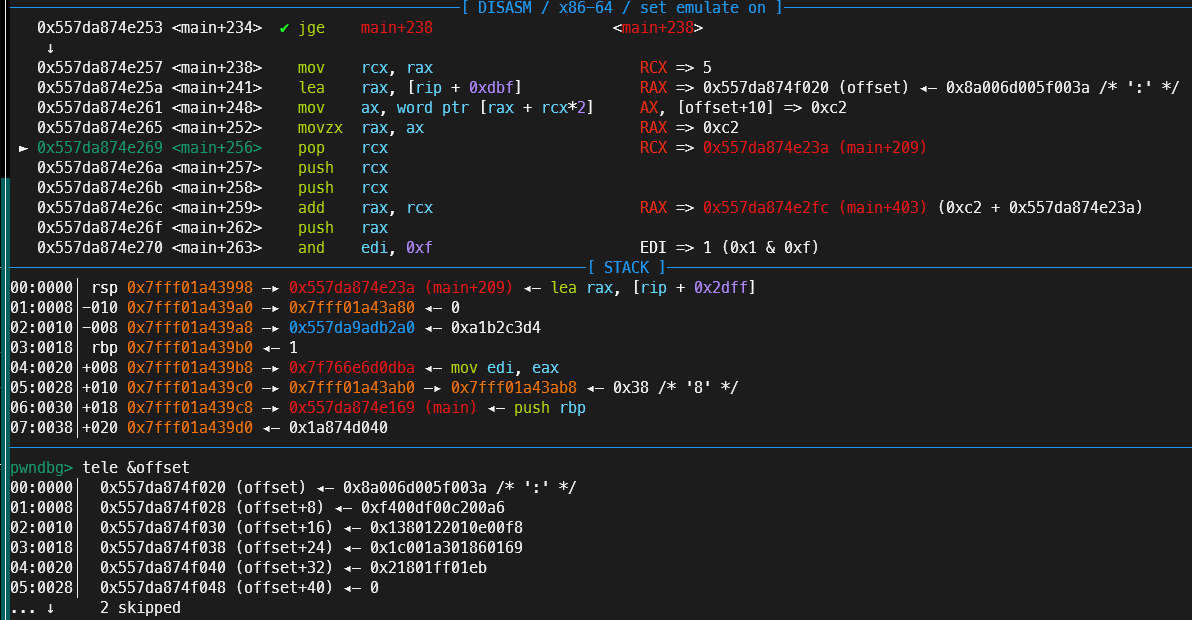 [ DISASM / x86-64 / set emulate on ]
0x557da874e253 <main+234> ✔ jge main+238 <main+238>
↓
0x557da874e257 <main+238> mov rcx, rax RCX => 5
0x557da874e25a <main+241> lea rax, [rip + 0xdbf] RAX => 0x557da874f020 (offset) ◂— 0x8a006d005f003a /* ':' */
0x557da874e261 <main+248> mov ax, word ptr [rax + rcx*2] AX, [offset+10] => 0xc2
0x557da874e265 <main+252> movzx rax, ax RAX => 0xc2
► 0x557da874e269 <main+256> pop rcx RCX => 0x557da874e23a (main+209)
0x557da874e26a <main+257> push rcx
0x557da874e26b <main+258> push rcx
0x557da874e26c <main+259> add rax, rcx RAX => 0x557da874e2fc (main+403) (0xc2 + 0x557da874e23a)
0x557da874e26f <main+262> push rax
0x557da874e270 <main+263> and edi, 0xf EDI => 1 (0x1 & 0xf)
[ STACK ]
00:0000│ rsp 0x7fff01a43998 —▸ 0x557da874e23a (main+209) ◂— lea rax, [rip + 0x2dff]
01:0008│ -010 0x7fff01a439a0 —▸ 0x7fff01a43a80 ◂— 0
02:0010│ -008 0x7fff01a439a8 —▸ 0x557da9adb2a0 ◂— 0xa1b2c3d4
03:0018│ rbp 0x7fff01a439b0 ◂— 1
04:0020│ +008 0x7fff01a439b8 —▸ 0x7f766e6d0dba ◂— mov edi, eax
05:0028│ +010 0x7fff01a439c0 —▸ 0x7fff01a43ab0 —▸ 0x7fff01a43ab8 ◂— 0x38 /* '8' */
06:0030│ +018 0x7fff01a439c8 —▸ 0x557da874e169 (main) ◂— push rbp
07:0038│ +020 0x7fff01a439d0 ◂— 0x1a874d040
pwndbg> tele &offset
00:0000│ 0x557da874f020 (offset) ◂— 0x8a006d005f003a /* ':' */
01:0008│ 0x557da874f028 (offset+8) ◂— 0xf400df00c200a6
02:0010│ 0x557da874f030 (offset+16) ◂— 0x1380122010e00f8
03:0018│ 0x557da874f038 (offset+24) ◂— 0x1c001a301860169
04:0020│ 0x557da874f040 (offset+32) ◂— 0x21801ff01eb
05:0028│ 0x557da874f048 (offset+40) ◂— 0
... ↓ 2 skipped